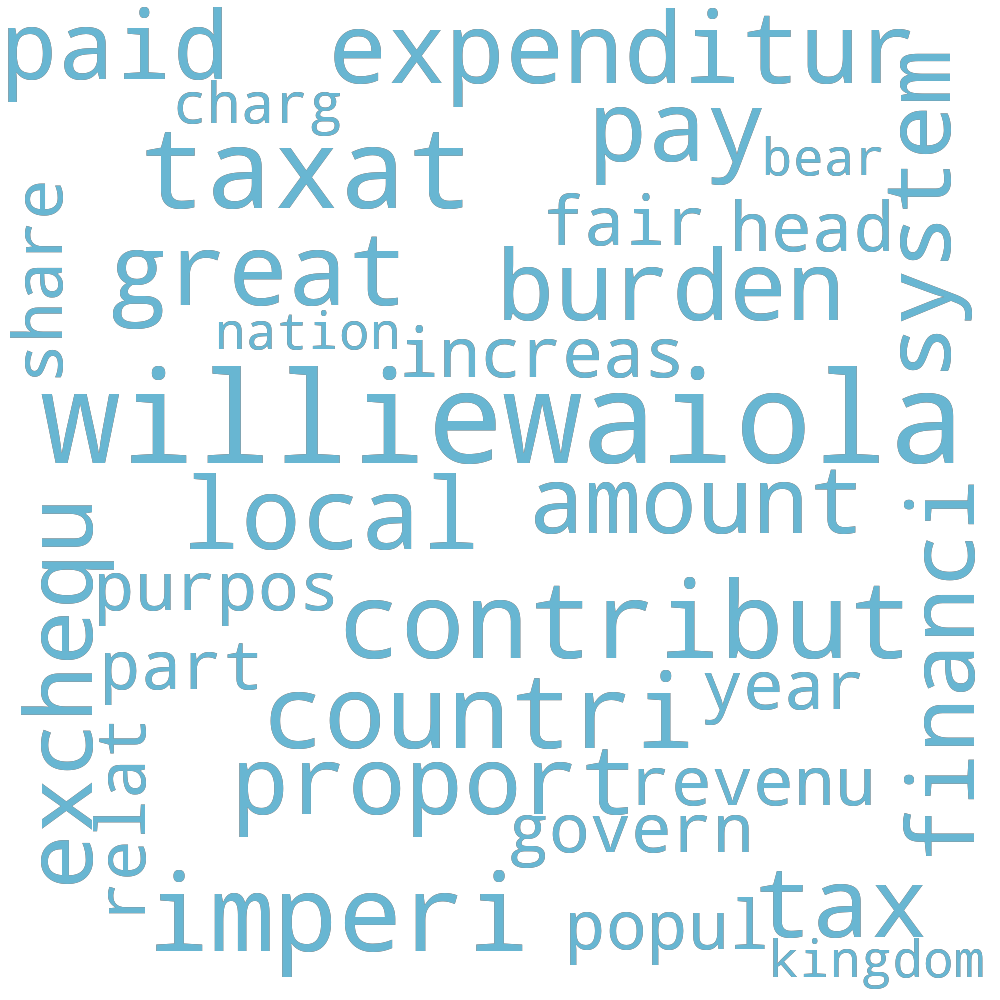 paid
expenditur
charg
pay
bear
taxat
system
share
fair
head
great
burden
nation
increas
williewaiola
local
amount
exchequ
financi
purpos
contribut
part
countri
year
relat
proport
revenu
govern
imperi
tax
popul
kingdom